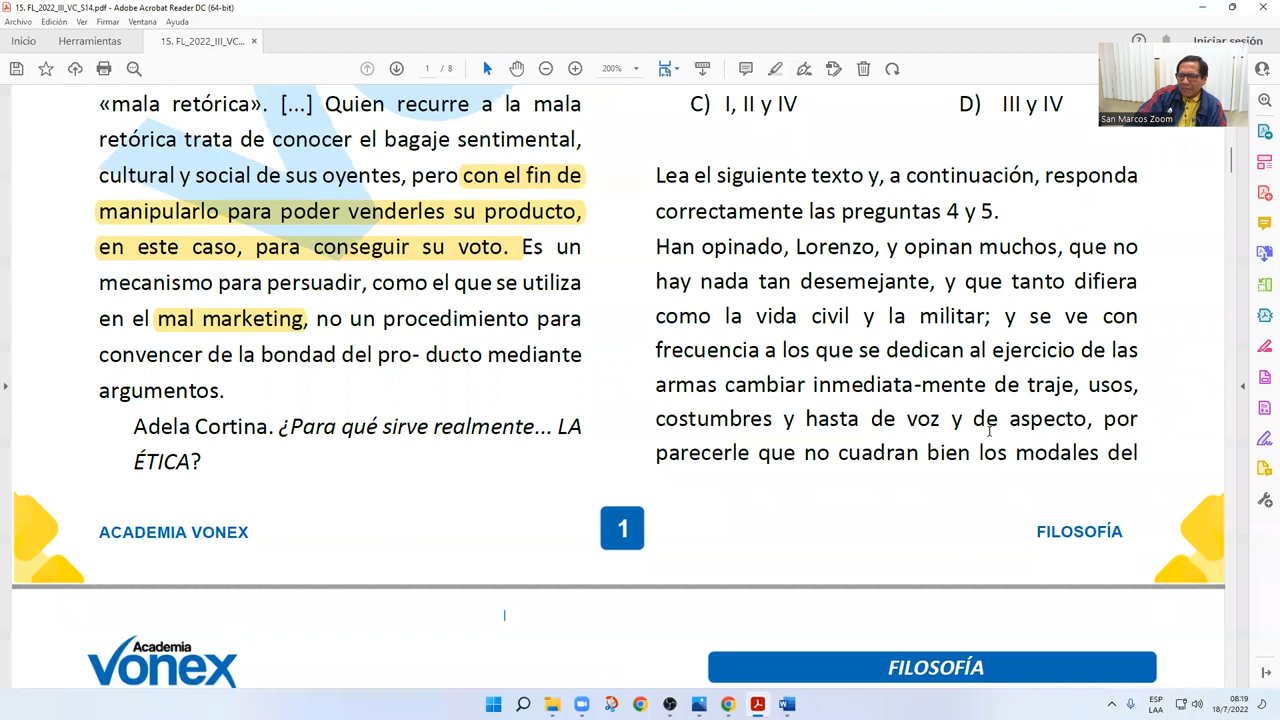 15. FL_2022_III_VC_S14.pdf - Adobe Acrobat Reader DC (64-bit)
Archivo Edición Ver Firmar Ventana Ayuda
Inicio Herramientas 15. FL_2022_III_VC... × Iniciar sesión
1 / 8 200%
San Marcos Zoom
«mala retórica». [...] Quien recurre a la mala
retórica trata de conocer el bagaje sentimental,
cultural y social de sus oyentes, pero con el fin de
manipularlo para poder venderles su producto,
en este caso, para conseguir su voto. Es un
mecanismo para persuadir, como el que se utiliza
en el mal marketing, no un procedimiento para
convencer de la bondad del pro- ducto mediante
argumentos.
Adela Cortina. ¿Para qué sirve realmente... LA
ÉTICA?
C) I, II y IV D) III y IV
Lea el siguiente texto y, a continuación, responda
correctamente las preguntas 4 y 5.
Han opinado, Lorenzo, y opinan muchos, que no
hay nada tan desemejante, y que tanto difiera
como la vida civil y la militar; y se ve con
frecuencia a los que se dedican al ejercicio de las
armas cambiar inmediata-mente de traje, usos,
costumbres y hasta de voz y de aspecto, por
parecerle que no cuadran bien los modales del
ACADEMIA VONEX 1 FILOSOFÍA
Academia
vonex
FILOSOFÍA
ESP
LAA
08:19
18/7/2022